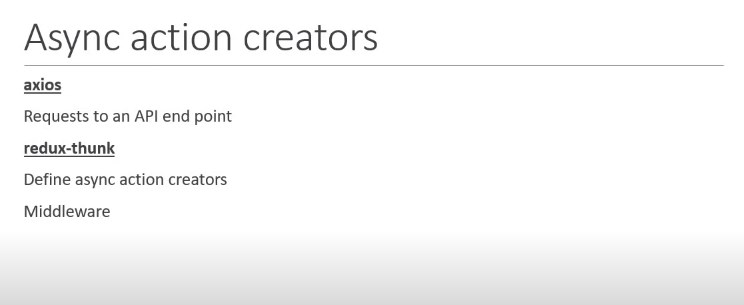 Async action creators
axios
Requests to an API end point
redux-thunk
Define async action creators
Middleware